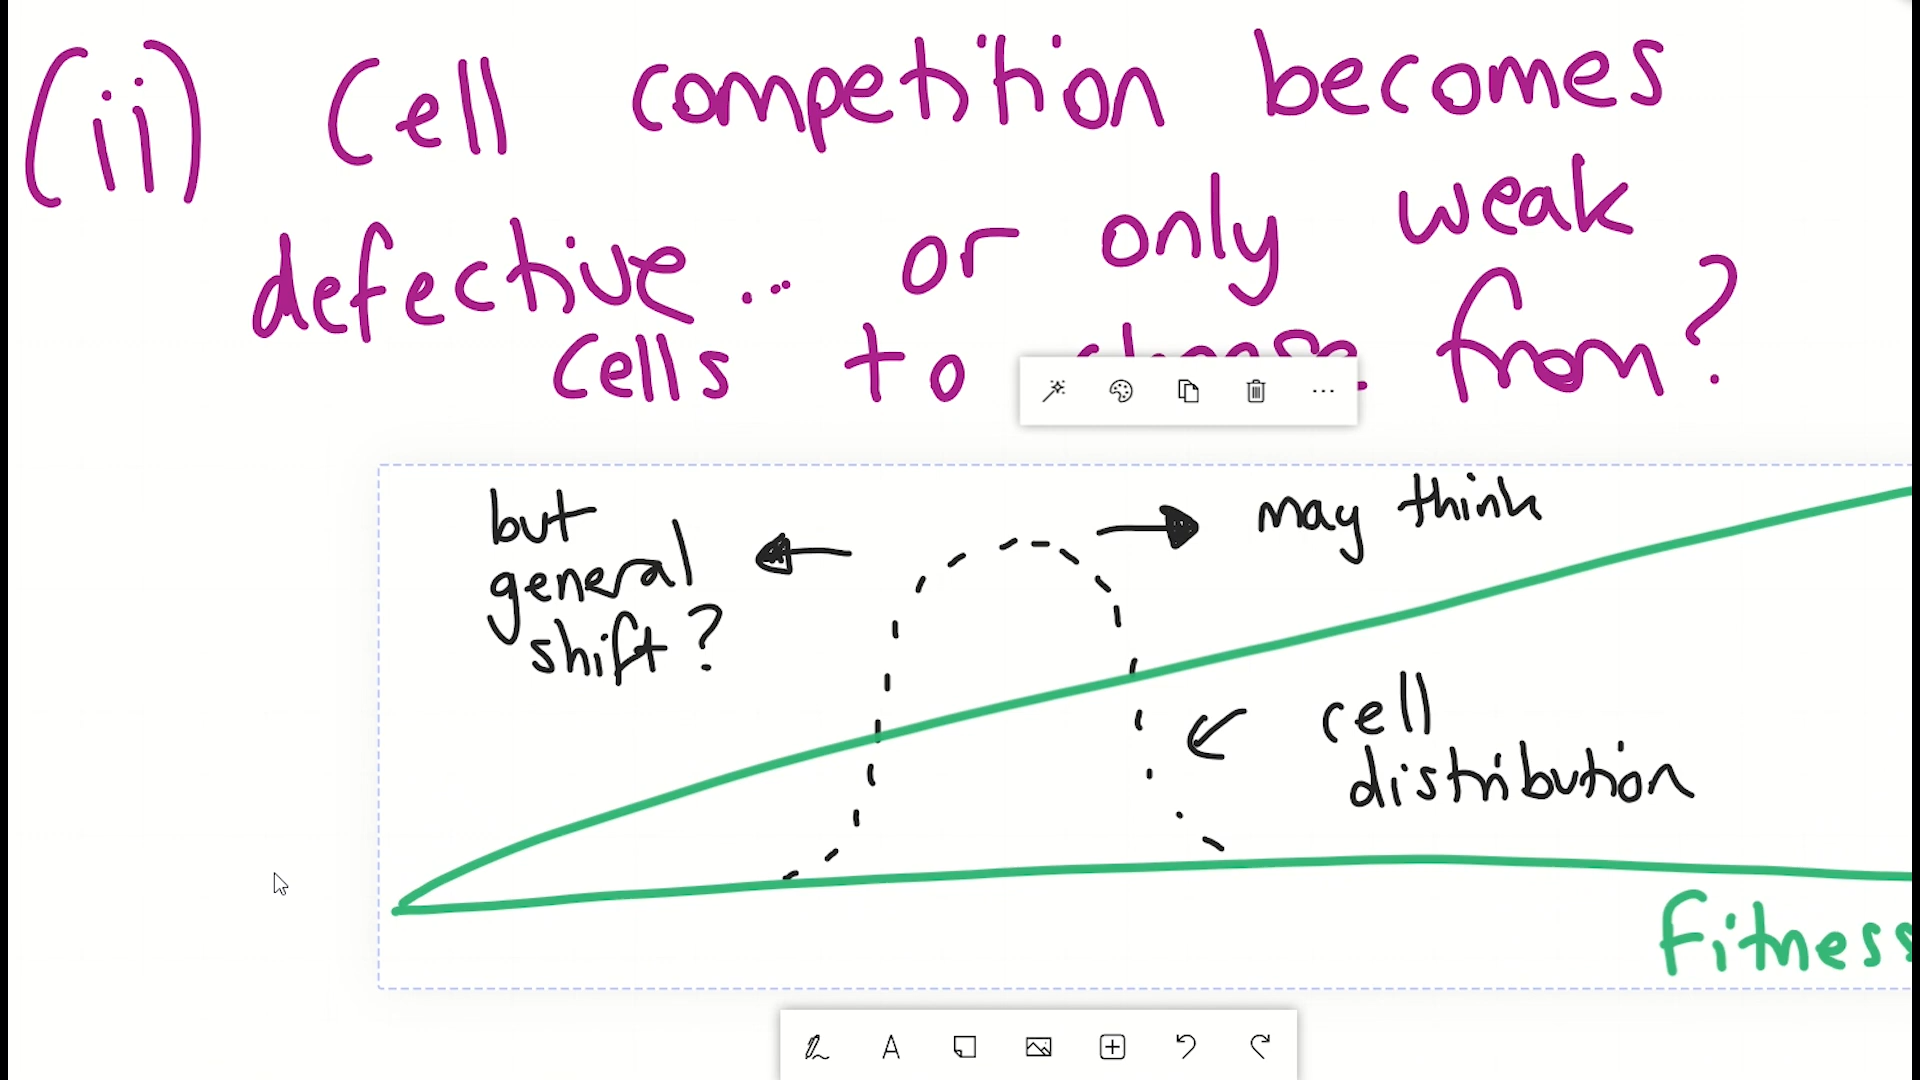 (ii) Cell competition becomes
defective... or only weak
cells to choose from?
but
general
shift?
may think
cell
distribution
Fitness